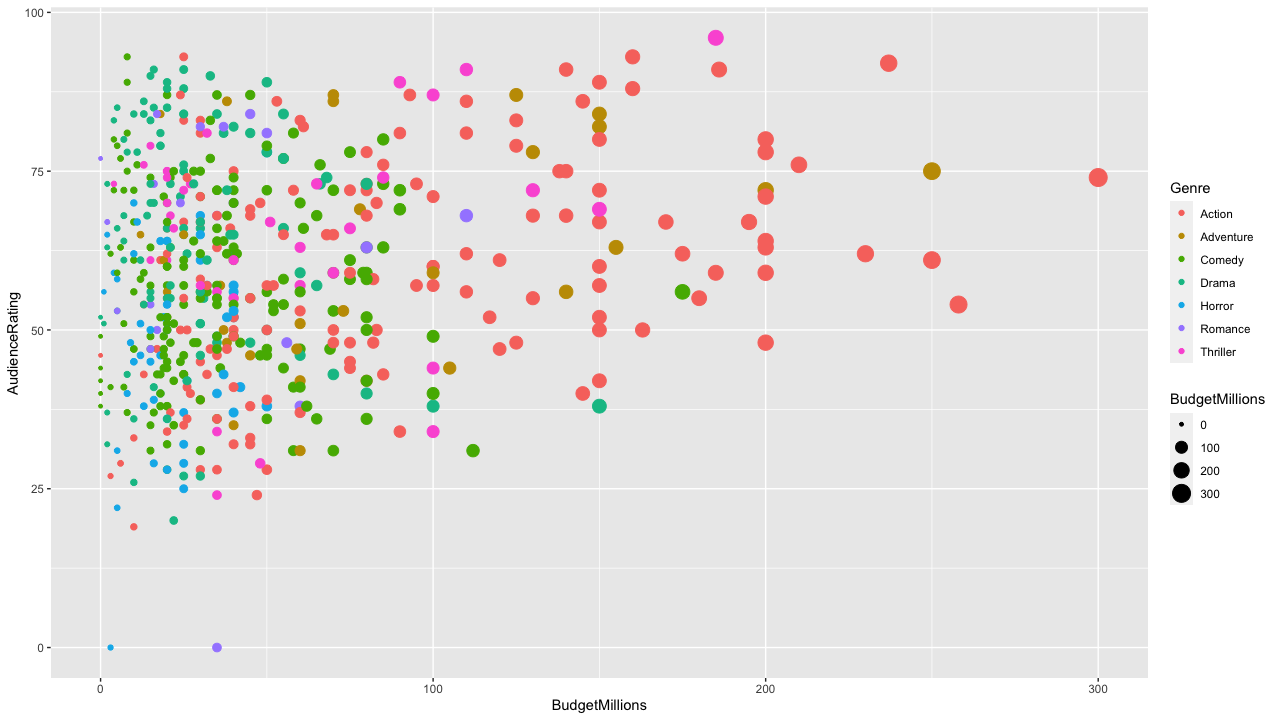 100
75
50
25
0
AudienceRating
0
100
200
300
BudgetMillions
Genre
Action
Adventure
Comedy
Drama
Horror
Romance
Thriller
BudgetMillions
0
100
200
300